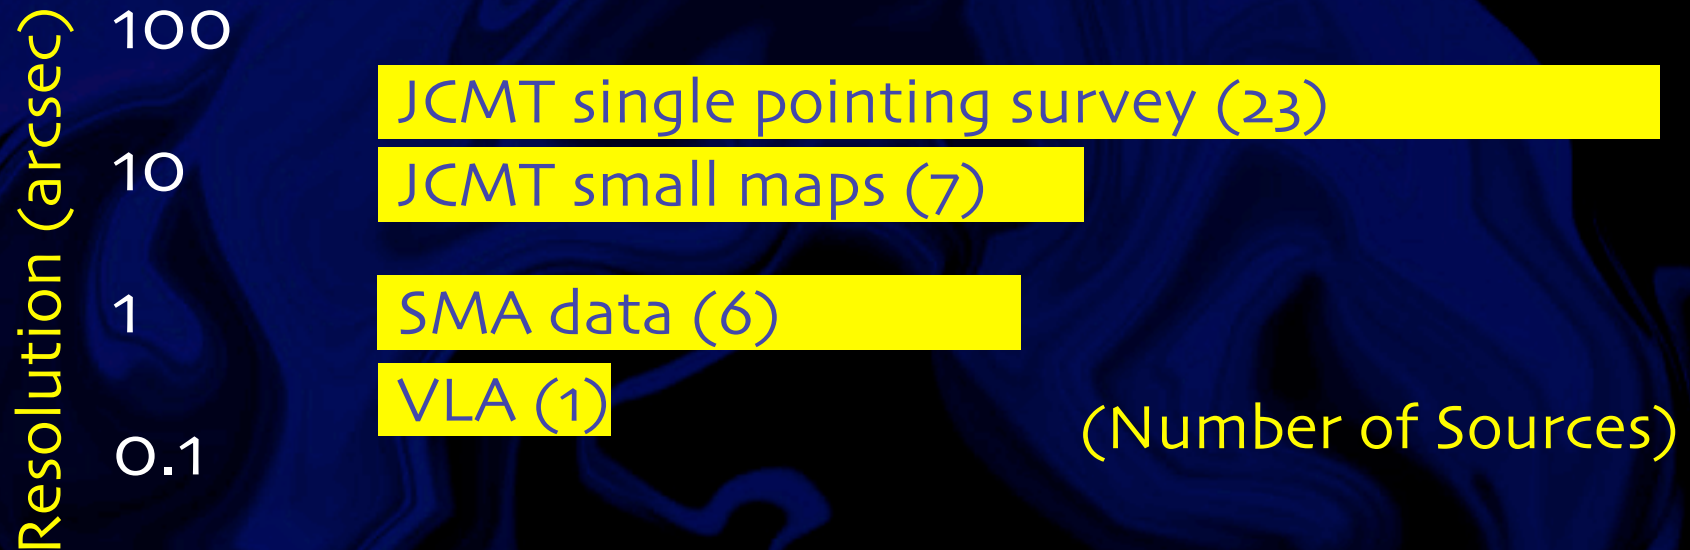 Resolution (arcsec)
100
JCMT single pointing survey (23)
10
JCMT small maps (7)
1
SMA data (6)
VLA (1)
(Number of Sources)
0.1